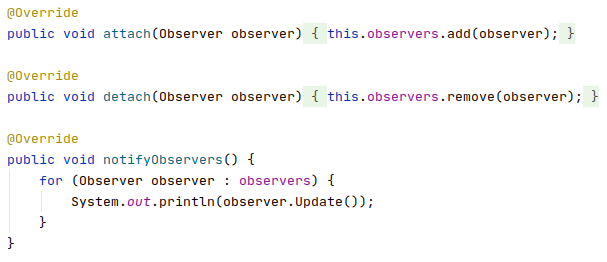 @Override
public void attach(Observer observer) { this.observers.add(observer); }
@Override
public void detach(Observer observer) { this.observers.remove(observer); }
@Override
public void notifyObservers() {
for (Observer observer : observers) {
System.out.println(observer.Update());
}
}